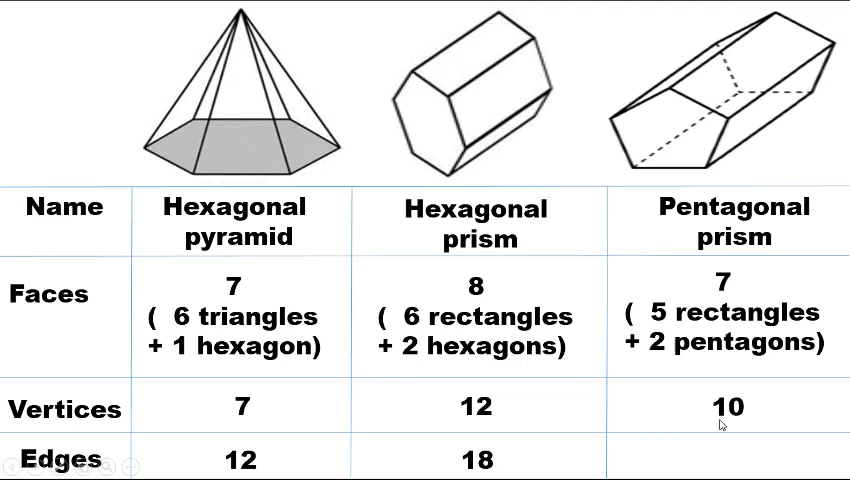 Name
Hexagonal
pyramid
Hexagonal
prism
Pentagonal
prism
Faces
7
( 6 triangles
+ 1 hexagon)
8
( 6 rectangles
+ 2 hexagons)
7
( 5 rectangles
+ 2 pentagons)
Vertices
7
12
10
Edges
12
18